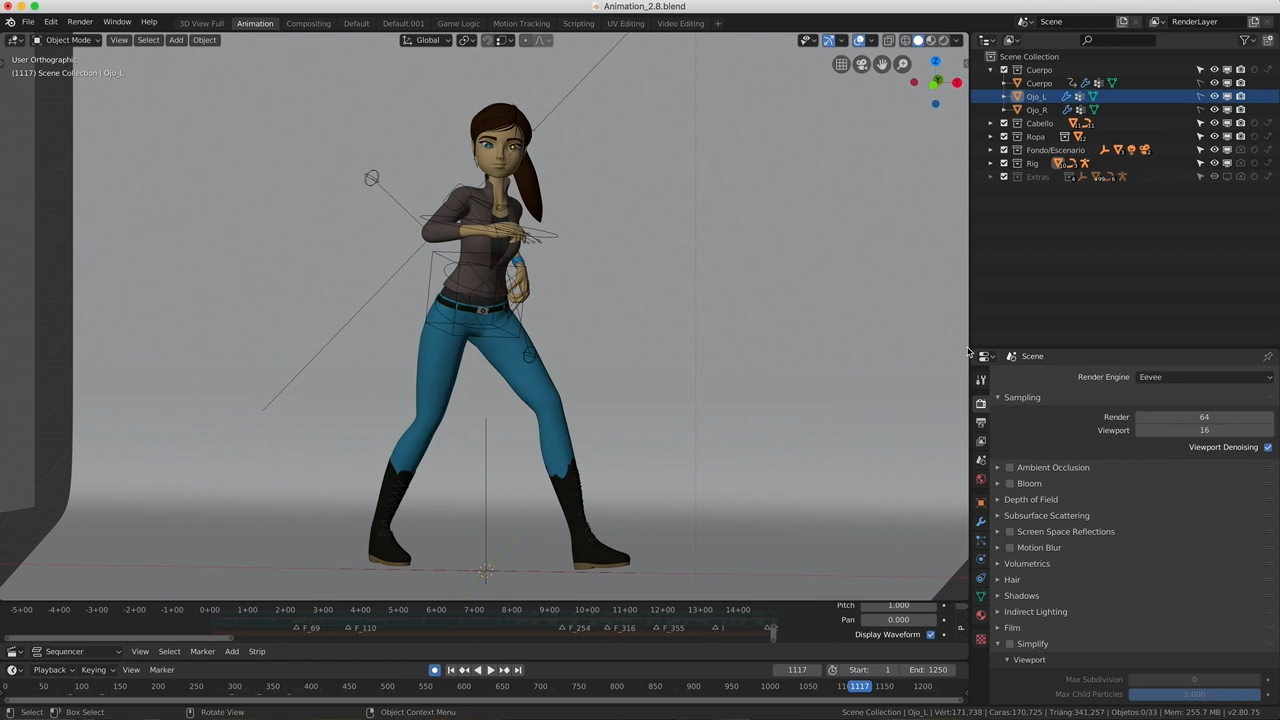 Animation_2.8.blend
File Edit Render Window Help 3D View Full Animation Compositing Default Default.001 Game Logic Motion Tracking Scripting UV Editing Video Editing + Scene RenderLayer
Object Mode View Select Add Object Global
User Orthographic
(1117) Scene Collection | Ojo_L
Scene Collection
Cuerpo
Cuerpo
Ojo_L
Ojo_R
Cabello
Ropa
Fondo/Escenario
Rig
Extras
Scene
Render Engine Eevee
Sampling
Render 64
Viewport 16
Viewport Denoising
Ambient Occlusion
Bloom
Depth of Field
Subsurface Scattering
Screen Space Reflections
Motion Blur
Volumetrics
Hair
Shadows
Indirect Lighting
Film
Simplify
Viewport
Max Subdivision 0
Max Child Particles 1.000
-5+00 -4+00 -3+00 -2+00 -1+00 0+00 1+00 2+00 3+00 4+00 5+00 6+00 7+00 8+00 9+00 10+00 11+00 12+00 13+00 14+00
F_69 F_110 F_254 F_316 F_355
Pitch 1.000
Pan 0.000
Display Waveform
Sequencer View Select Marker Add Strip
Playback Keying View Marker 1117 Start: 1 End: 1250
0 50 100 150 200 250 300 350 400 450 500 550 600 650 700 750 800 850 900 950 1000 1050 1117 1150 1200
Select Box Select Rotate View Object Context Menu
Scene Collection | Ojo_L | Vért:171,738 | Caras:170,725 | Triáng:341,257 | Objetos:0/33 | Mem: 255.7 MB | v2.80.75